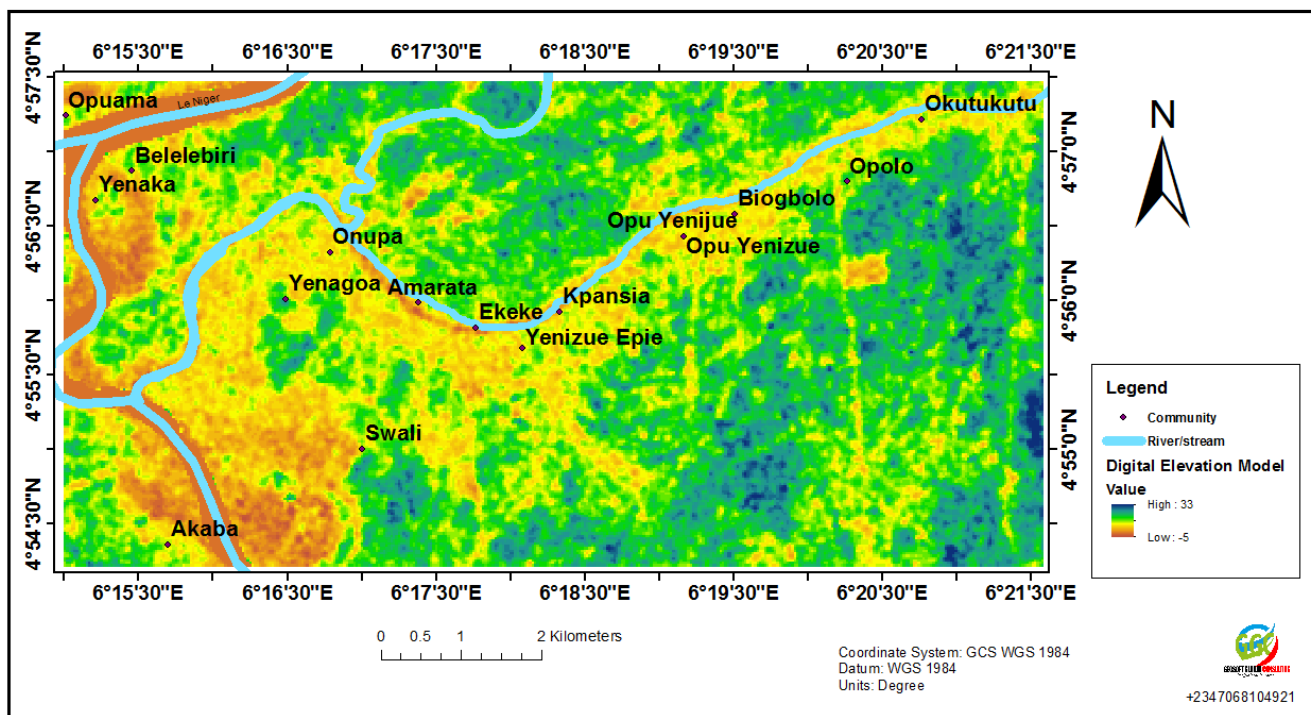 6°15'30"E 6°16'30"E 6°17'30"E 6°18'30"E 6°19'30"E 6°20'30"E 6°21'30"E
4°57'30"N
4°56'30"N
4°55'30"N
4°54'30"N
Opuama
Le Niger
Okutukutu
Belelebiri
Opolo
Yenaka
Biogbolo
Opu Yenijue
Onupa
Opu Yenizue
Yenagoa
Amarata
Kpansia
Ekeke
Yenizue Epie
Swali
Akaba
4°57'0"N
4°56'0"N
4°55'0"N
6°15'30"E 6°16'30"E 6°17'30"E 6°18'30"E 6°19'30"E 6°20'30"E 6°21'30"E
N
Legend
Community
River/stream
Digital Elevation Model
Value
High : 33
Low : -5
0 0.5 1 2 Kilometers
Coordinate System: GCS WGS 1984
Datum: WGS 1984
Units: Degree
+2347068104921